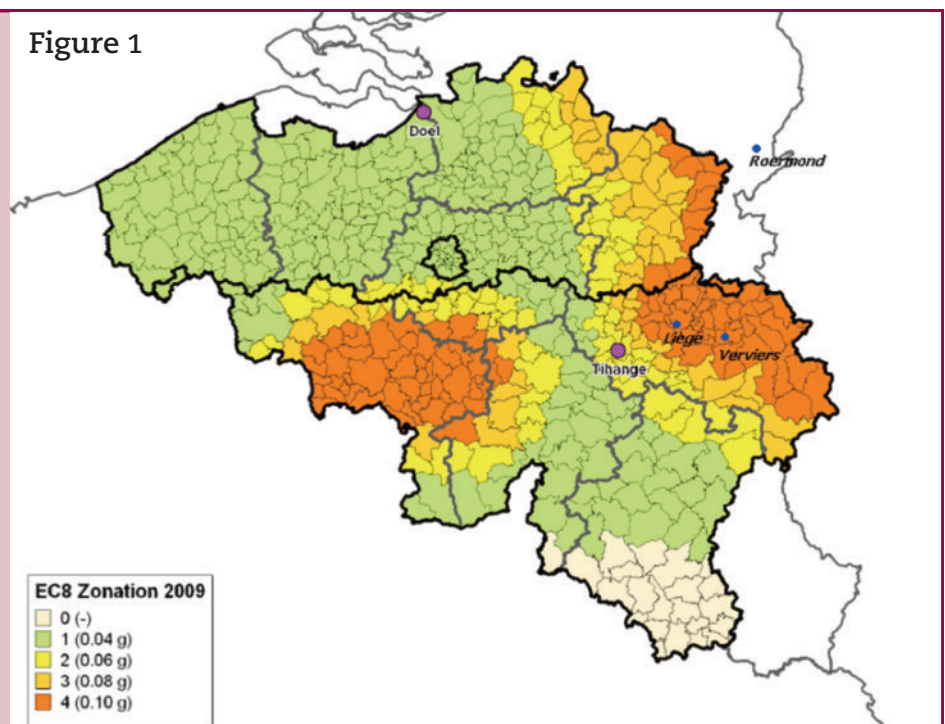 Figure 1
Doel
Roermond
Liège
Verviers
Tihange
EC8 Zonation 2009
0 (-)
1 (0.04 g)
2 (0.06 g)
3 (0.08 g)
4 (0.10 g)